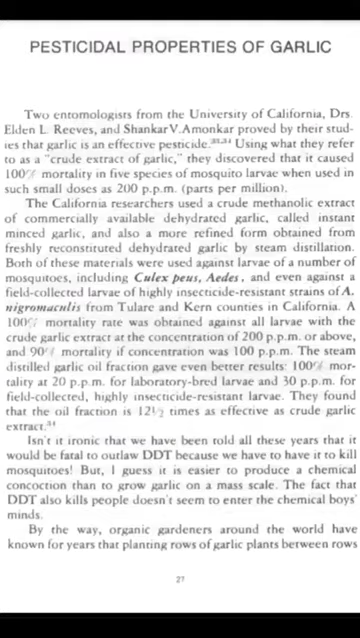 PESTICIDAL PROPERTIES OF GARLIC
Two entomologists from the University of California, Drs.
Elden L. Reeves, and Shankar V. Amonkar proved by their stud-
ies that garlic is an effective pesticide.33,34 Using what they refer
to as a "crude extract of garlic," they discovered that it caused
100% mortality in five species of mosquito larvae when used in
such small doses as 200 p.p.m. (parts per million).
The California researchers used a crude methanolic extract
of commercially available dehydrated garlic, called instant
minced garlic, and also a more refined form obtained from
freshly reconstituted dehydrated garlic by steam distillation.
Both of these materials were used against larvae of a number of
mosquitoes, including Culex peus, Aedes, and even against a
field-collected larvae of highly insecticide-resistant strains of A.
nigromaculis from Tulare and Kern counties in California. A
100% mortality rate was obtained against all larvae with the
crude garlic extract at the concentration of 200 p.p.m. or above,
and 90% mortality if concentration was 100 p.p.m. The steam
distilled garlic oil fraction gave even better results: 100% mor-
tality at 20 p.p.m. for laboratory-bred larvae and 30 p.p.m. for
field-collected, highly insecticide-resistant larvae. They found
that the oil fraction is 12½ times as effective as crude garlic
extract.34
Isn't it ironic that we have been told all these years that it
would be fatal to outlaw DDT because we have to have it to kill
mosquitoes! But, I guess it is easier to produce a chemical
concoction than to grow garlic on a mass scale. The fact that
DDT also kills people doesn't seem to enter the chemical boys'
minds.
By the way, organic gardeners around the world have
known for years that planting rows of garlic plants between rows
27